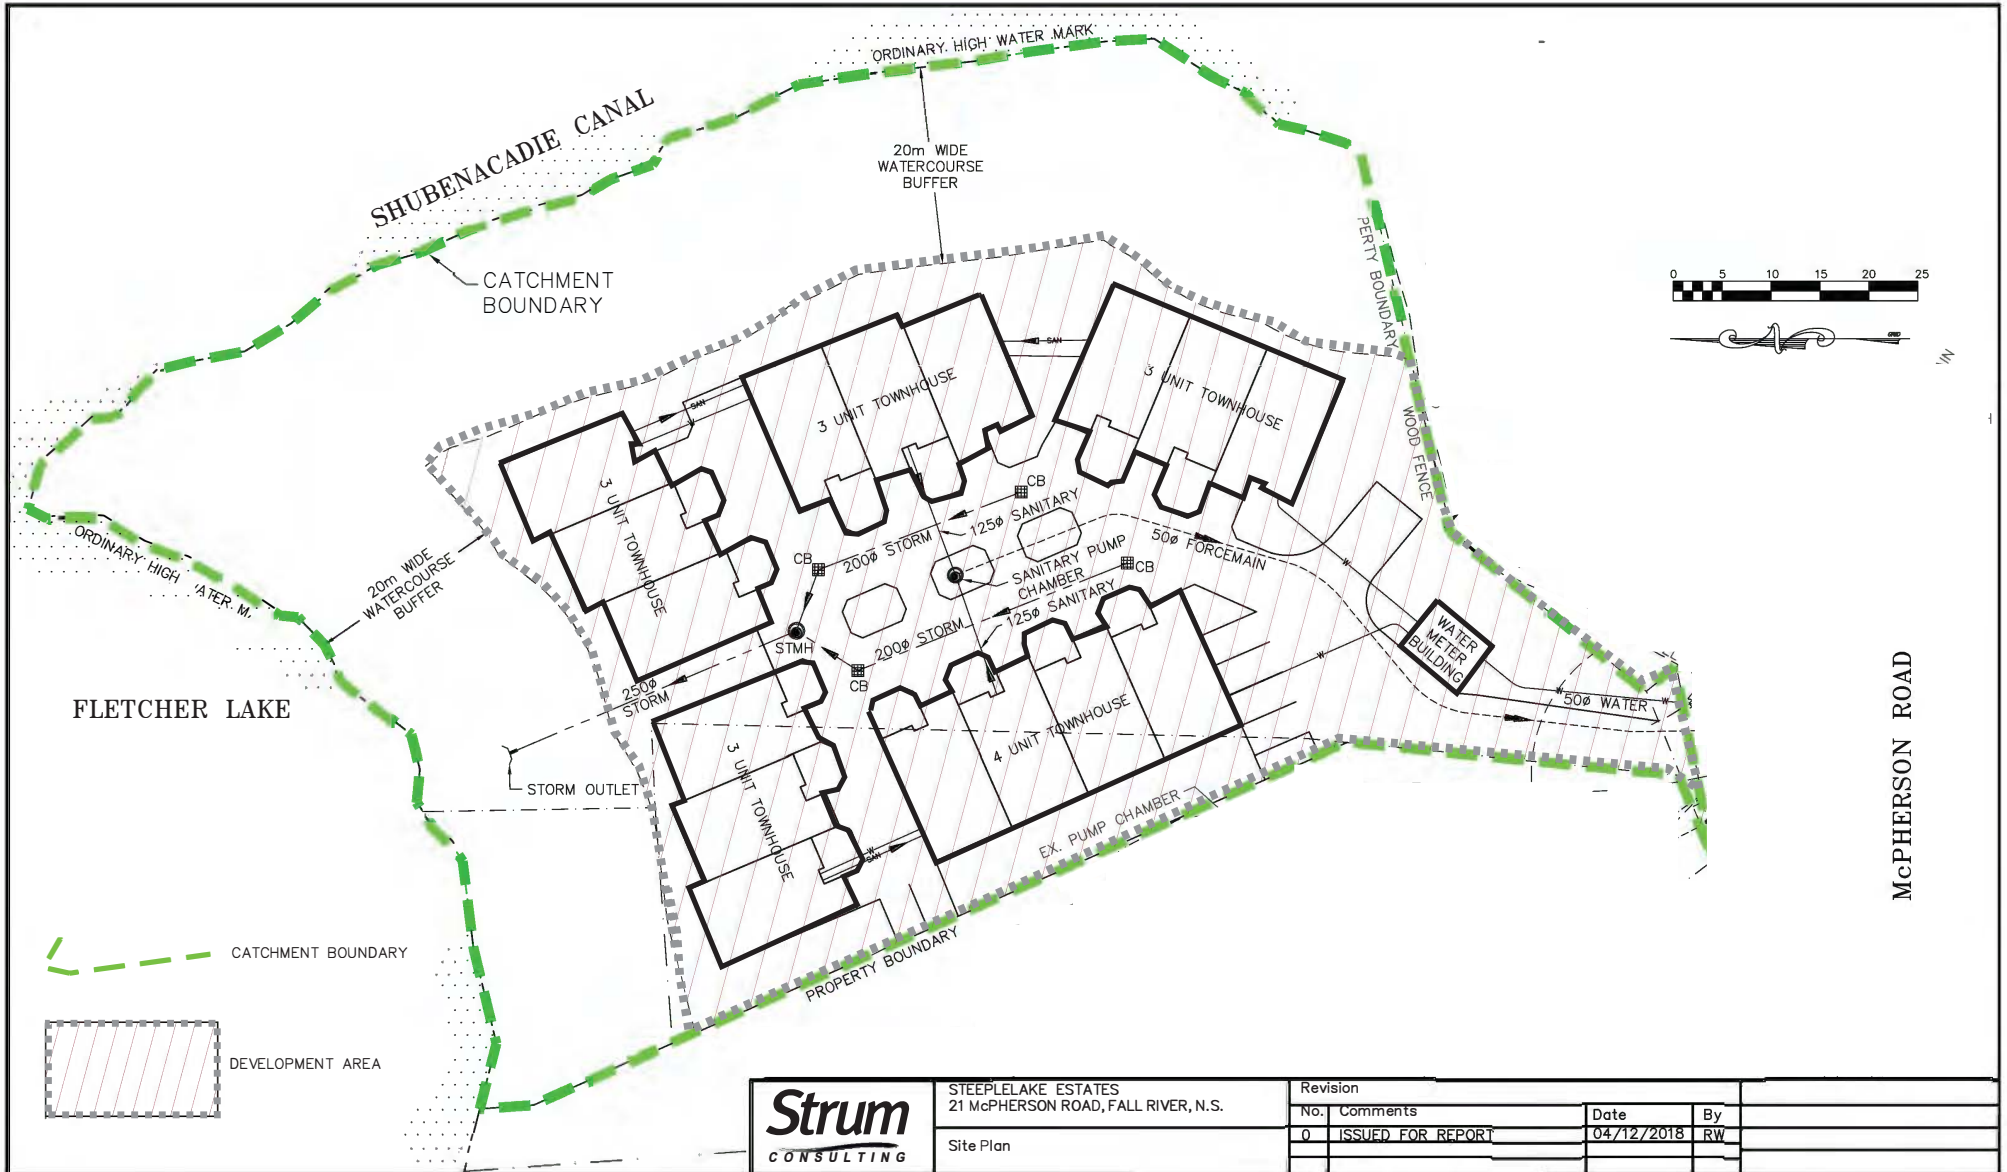 ORDINARY HIGH WATER MARK
SHUBENACADIE CANAL
20m WIDE
WATERCOURSE
BUFFER
CATCHMENT
BOUNDARY
PERTY BOUNDARY
0 5 10 15 20 25
GRID
N
WOOD FENCE
3 UNIT TOWNHOUSE
SAN
3 UNIT TOWNHOUSE
SAN
3 UNIT TOWNHOUSE
CB
125ø SANITARY
200ø STORM
CB
50ø FORCEMAIN
SANITARY PUMP
CHAMBER
CB
125ø SANITARY
200ø STORM
STMH
CB
ORDINARY HIGH
ATER M
20m WIDE
WATERCOURSE
BUFFER
W
WATER
METER
BUILDING
W
W
50ø WATER
W
250ø
STORM
FLETCHER LAKE
STORM OUTLET
3 UNIT TOWNHOUSE
4 UNIT TOWNHOUSE
W
SAN
EX. PUMP CHAMBER
PROPERTY BOUNDARY
McPHERSON ROAD
CATCHMENT BOUNDARY
DEVELOPMENT AREA
Strum
CONSULTING
STEEPLELAKE ESTATES
21 McPHERSON ROAD, FALL RIVER, N.S.
Site Plan
Revision
No. Comments Date By
0 ISSUED FOR REPORT 04/12/2018 RW